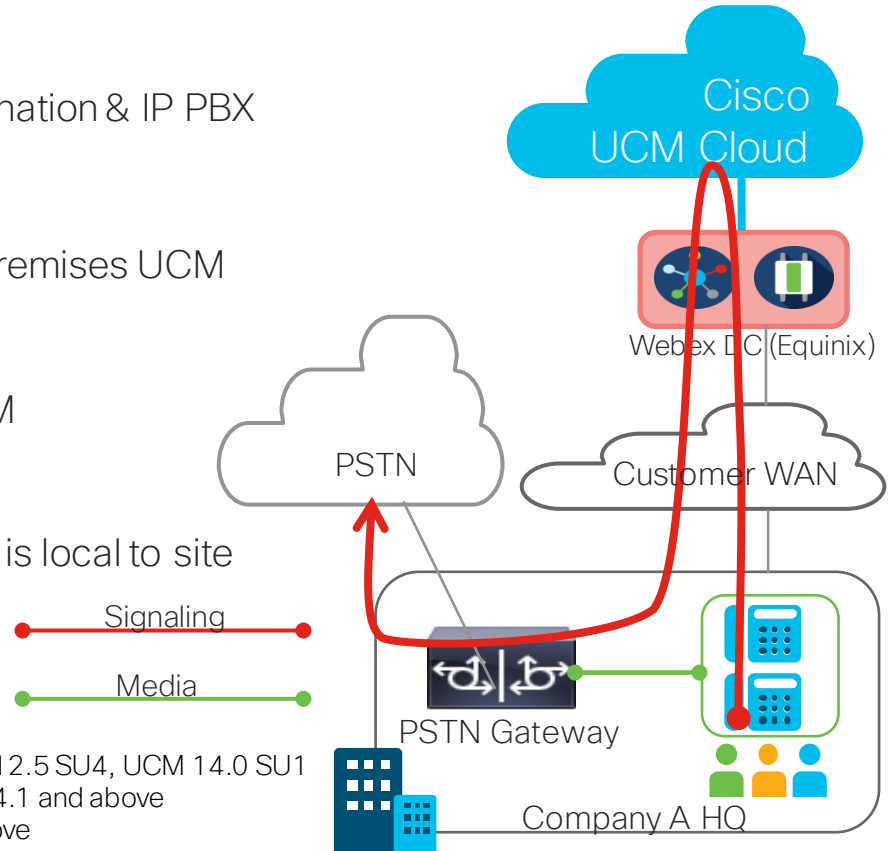 nation & IP PBX
remises UCM
M
is local to site
Signaling
Media
12.5 SU4, UCM 14.0 SU1
4.1 and above
ove
Cisco
UCM Cloud
Webex DC (Equinix)
PSTN
Customer WAN
PSTN Gateway
Company A HQ